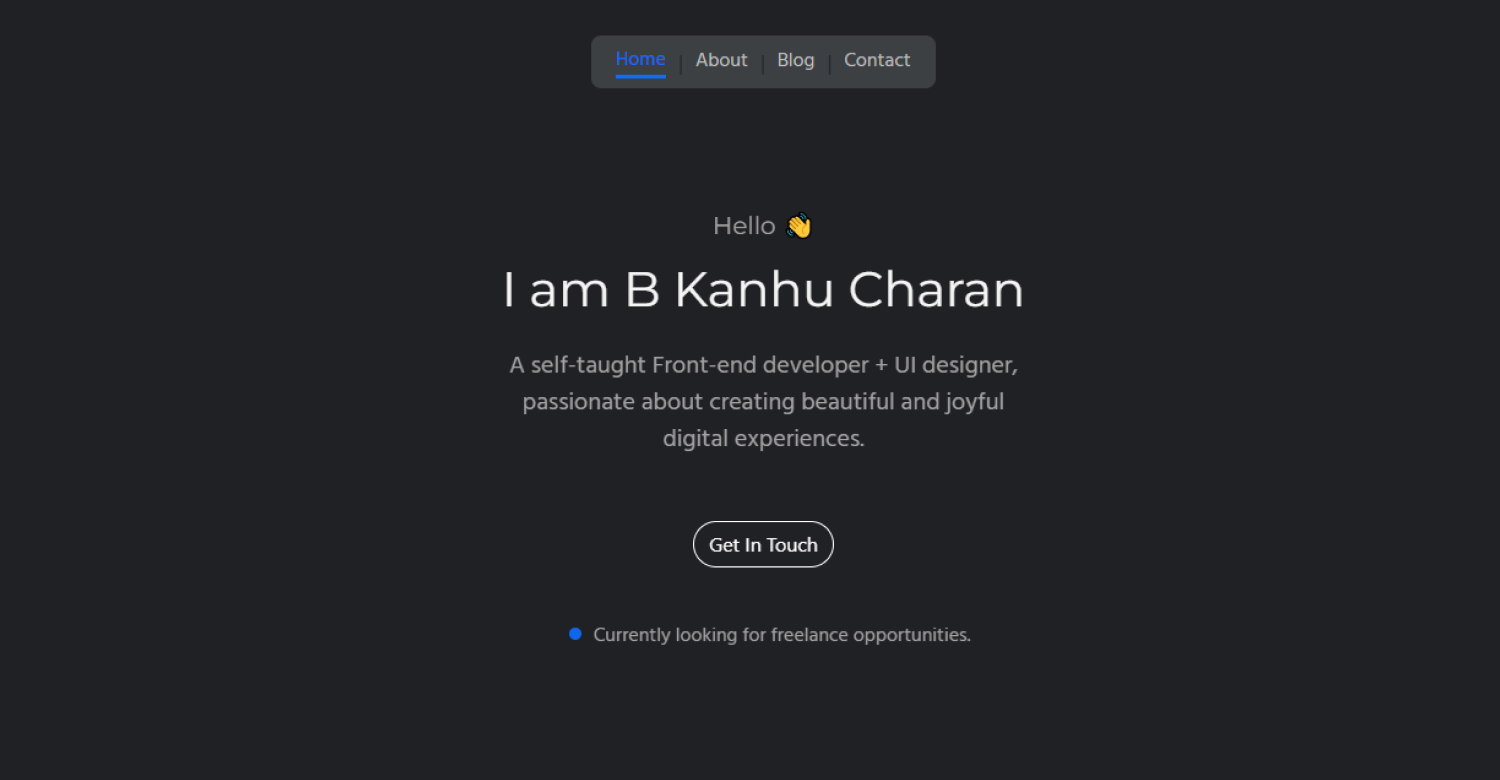 Home | About | Blog | Contact
Hello 👋
I am B Kanhu Charan
A self-taught Front-end developer + UI designer,
passionate about creating beautiful and joyful
digital experiences.
Get In Touch
Currently looking for freelance opportunities.